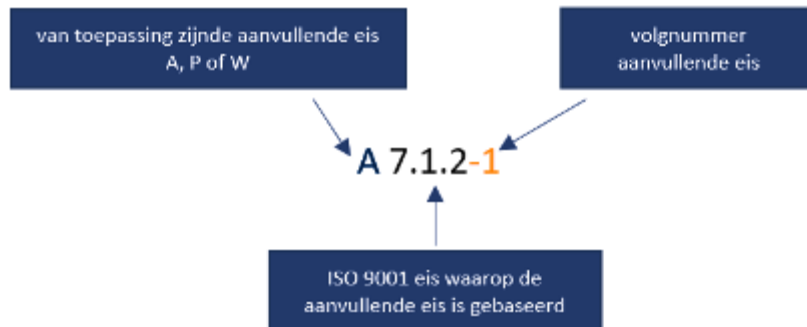 van toepassing zijnde aanvullende eis
A, P of W
volgnummer
aanvullende eis
A 7.1.2-1
ISO 9001 eis waarop de
aanvullende eis is gebaseerd